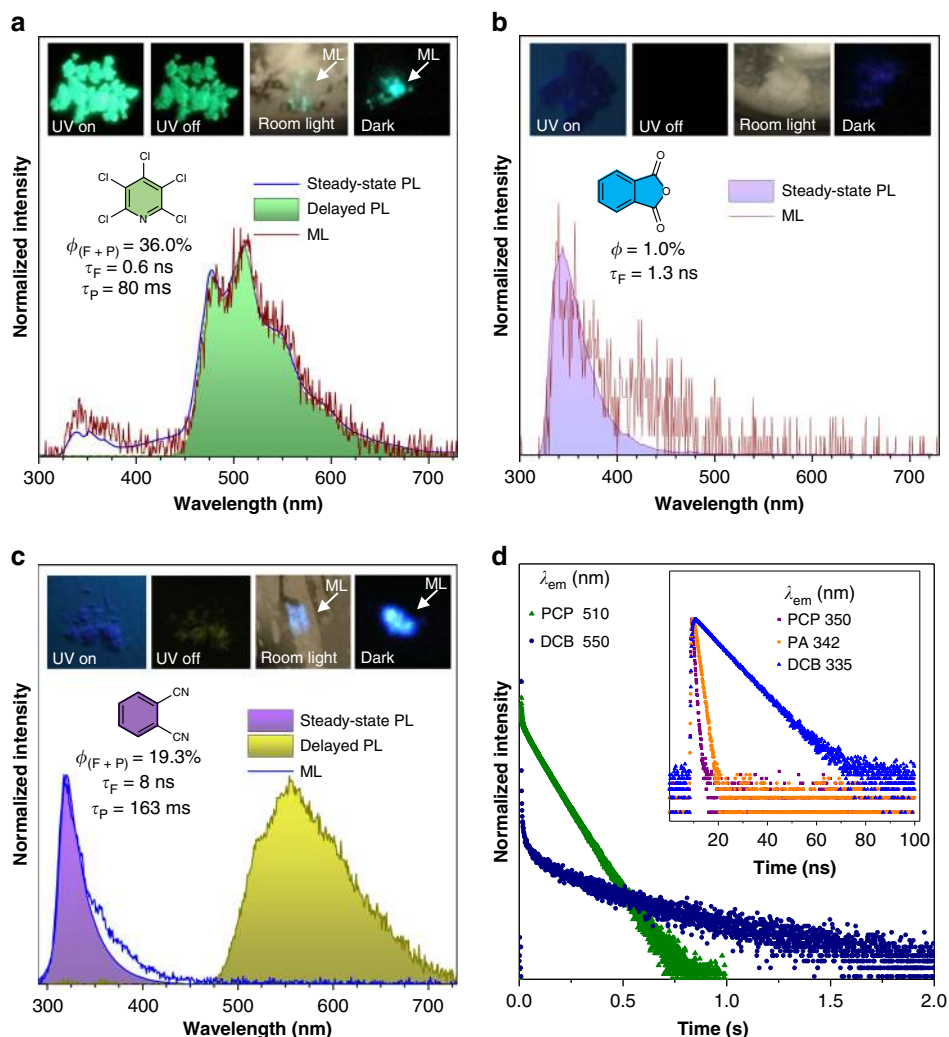 a
ML
ML
UV on
UV off
Room light
Dark
Cl
Cl
Cl
Cl
N
Cl
ϕ(F + P) = 36.0%
τF = 0.6 ns
τP = 80 ms
Steady-state PL
Delayed PL
ML
Normalized intensity
300 400 500 600 700
Wavelength (nm)
b
UV on
UV off
Room light
Dark
O
O
O
ϕ = 1.0%
τF = 1.3 ns
Steady-state PL
ML
Normalized intensity
300 400 500 600 700
Wavelength (nm)
c
ML
ML
UV on
UV off
Room light
Dark
CN
CN
ϕ(F + P) = 19.3%
τF = 8 ns
τP = 163 ms
Steady-state PL
Delayed PL
ML
Normalized intensity
300 400 500 600 700
Wavelength (nm)
d
λem (nm)
PCP 510
DCB 550
λem (nm)
PCP 350
PA 342
DCB 335
20 40 60 80 100
Time (ns)
Normalized intensity
0.0 0.5 1.0 1.5 2.0
Time (s)